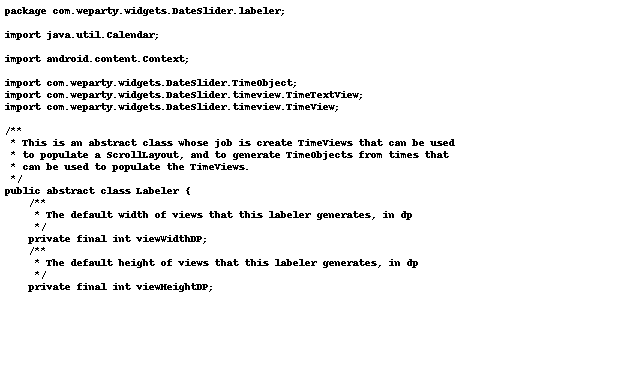 package com.weparty.widgets.DateSlider.labeler;
import java.util.Calendar;
import android.content.Context;
import com.weparty.widgets.DateSlider.TimeObject;
import com.weparty.widgets.DateSlider.timeview.TimeTextView;
import com.weparty.widgets.DateSlider.timeview.TimeView;
/**
 * This is an abstract class whose job is create TimeViews that can be used
 * to populate a ScrollLayout, and to generate TimeObjects from times that
 * can be used to populate the TimeViews.
 */
public abstract class Labeler {
    /**
     * The default width of views that this labeler generates, in dp
     */
    private final int viewWidthDP;
    /**
     * The default height of views that this labeler generates, in dp
     */
    private final int viewHeightDP;